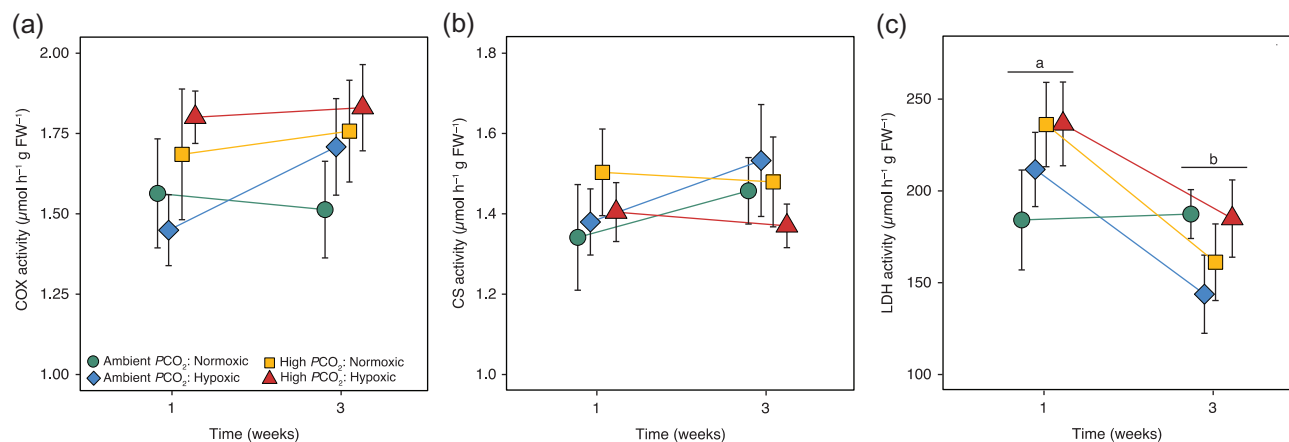 (a)
2.00
1.75
1.50
1.25
1.00
COX activity (µmol h⁻¹ g FW⁻¹)
Ambient PCO₂: Normoxic
Ambient PCO₂: Hypoxic
High PCO₂: Normoxic
High PCO₂: Hypoxic
1
3
Time (weeks)
(b)
1.8
1.6
1.4
1.2
1.0
CS activity (µmol h⁻¹ g FW⁻¹)
1
3
Time (weeks)
(c)
250
200
150
100
LDH activity (µmol h⁻¹ g FW⁻¹)
a
b
1
3
Time (weeks)